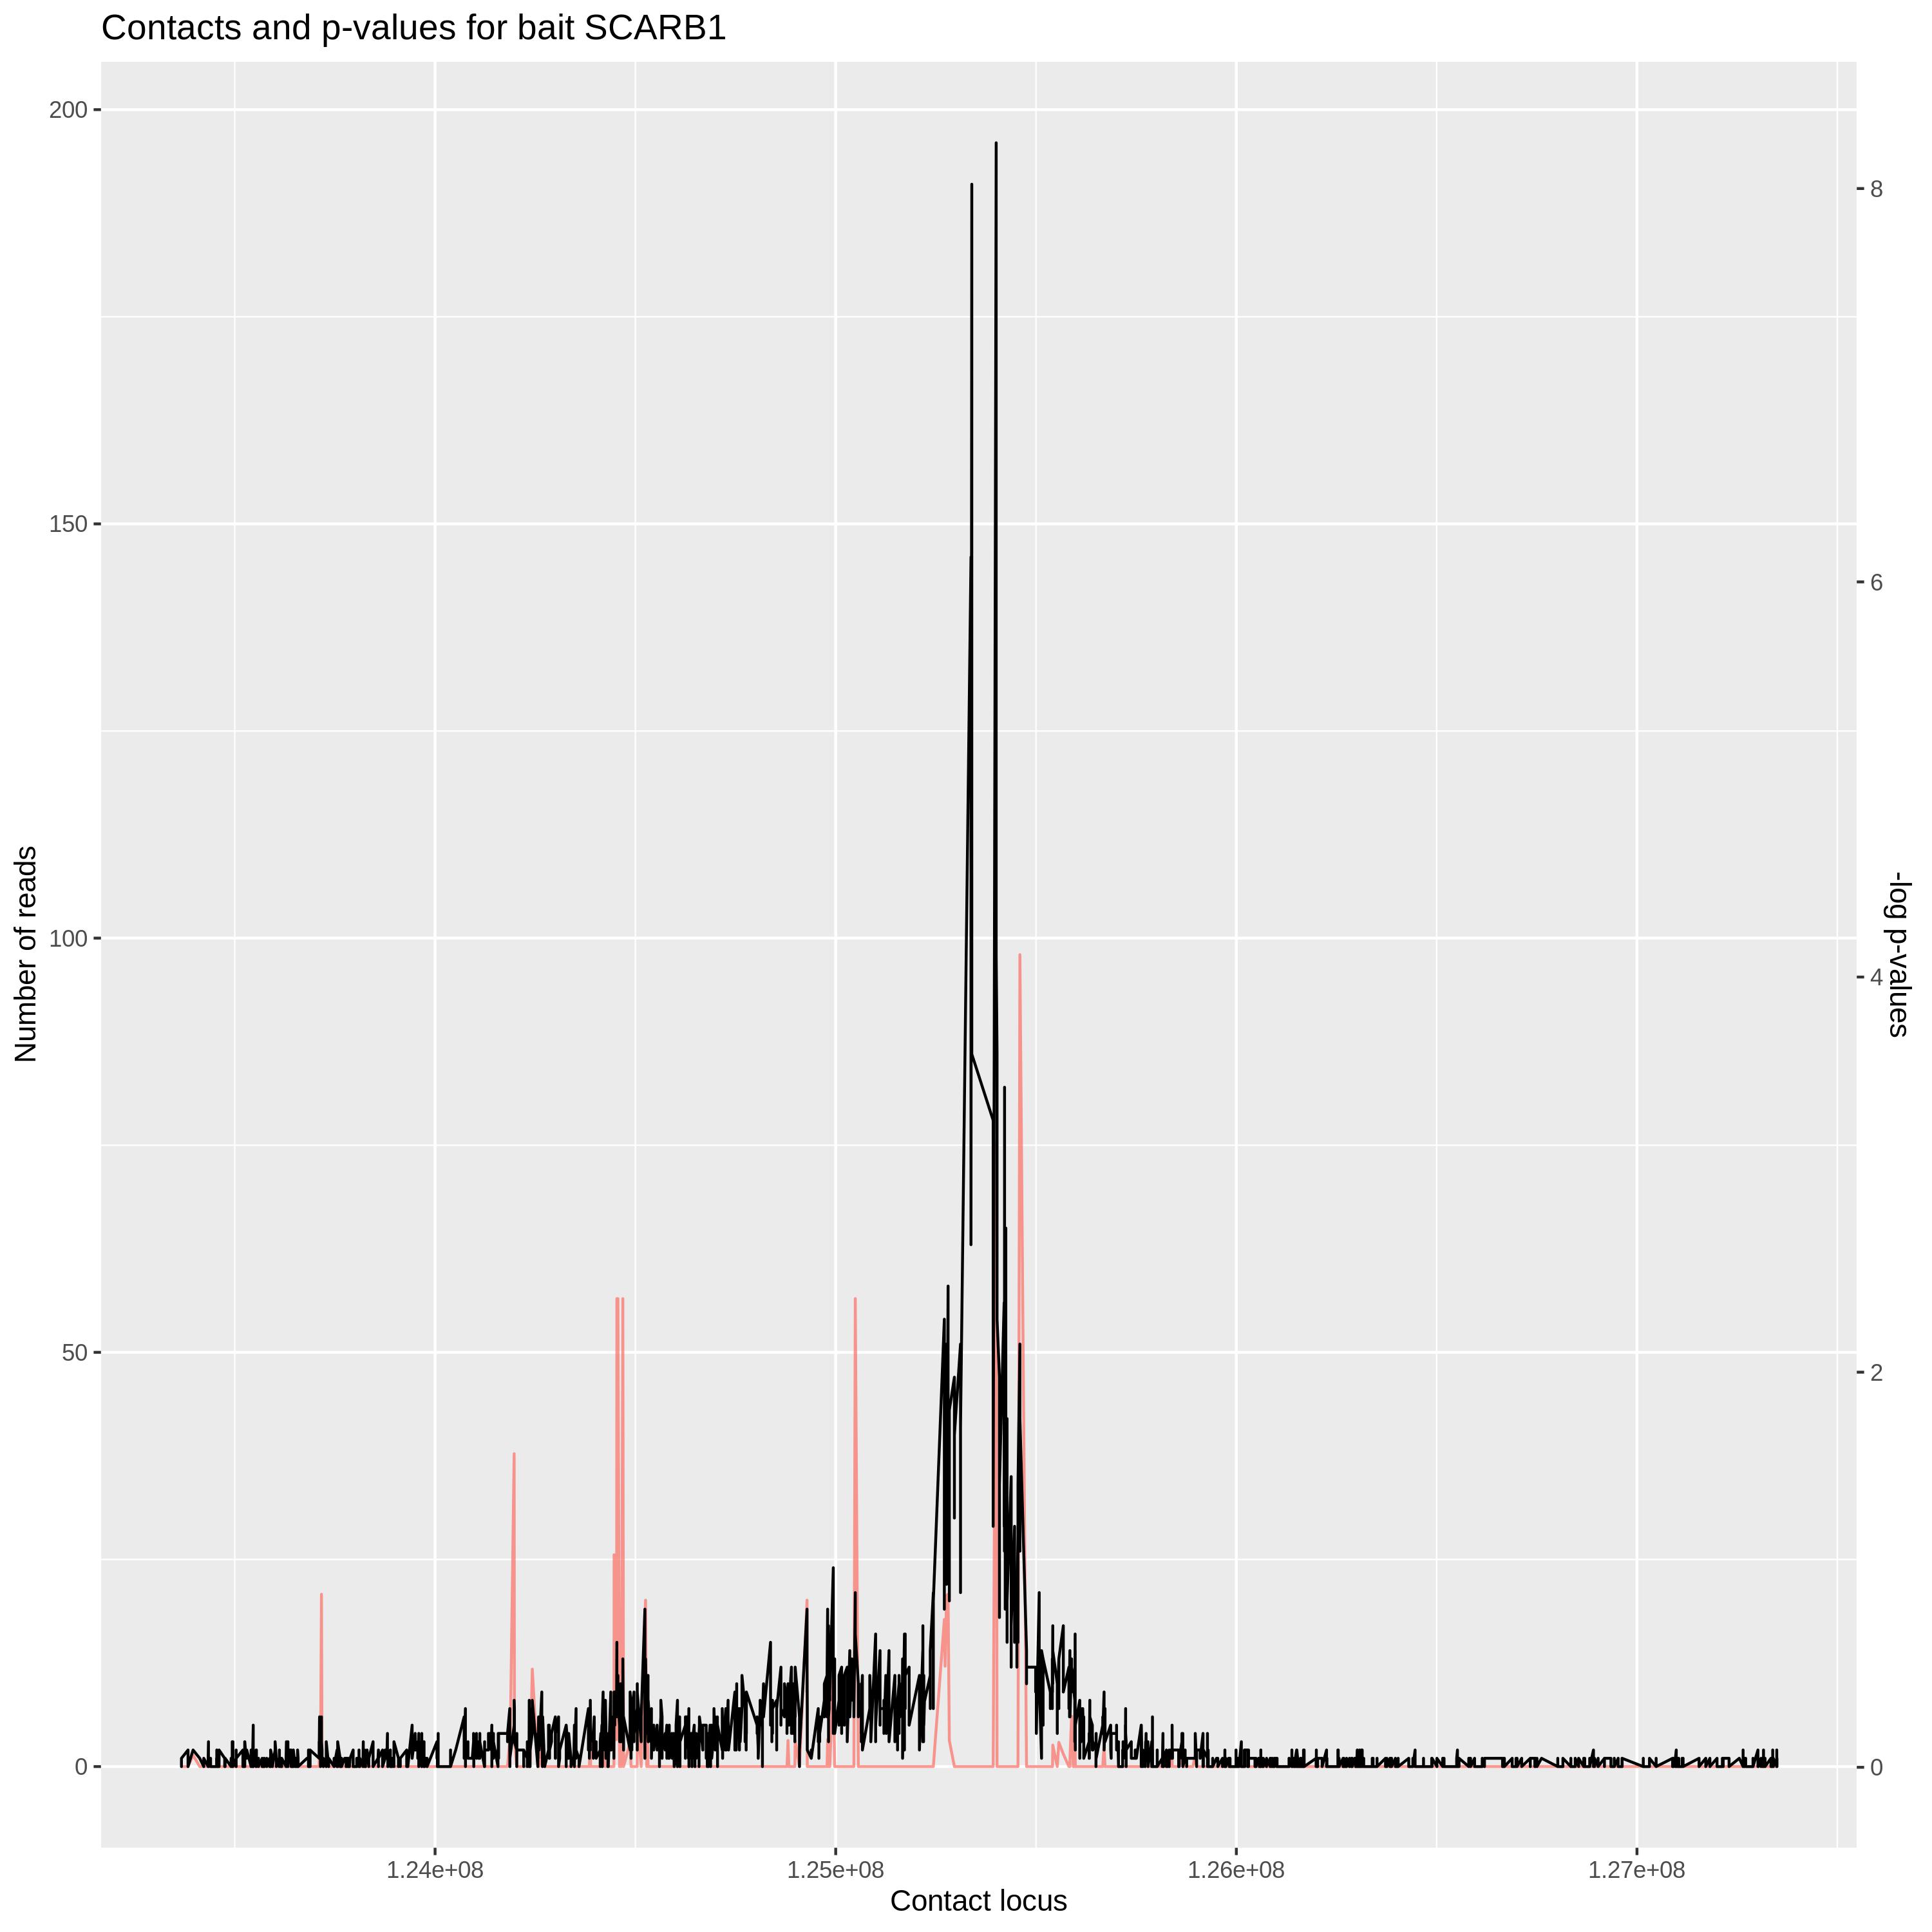 Contacts and p-values for bait SCARB1
200
150
100
50
0
Number of reads
8
6
4
2
0
-log p-values
1.24e+08
1.25e+08
1.26e+08
1.27e+08
Contact locus